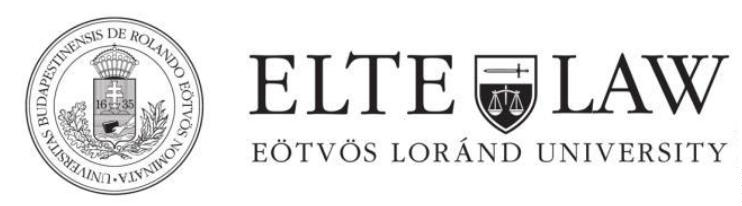 UNIVERSITAS BUDAPESTINENSIS DE ROLANDO EÖTVÖS NOMINATA
16 35
ELTE LAW
EÖTVÖS LORÁND UNIVERSITY